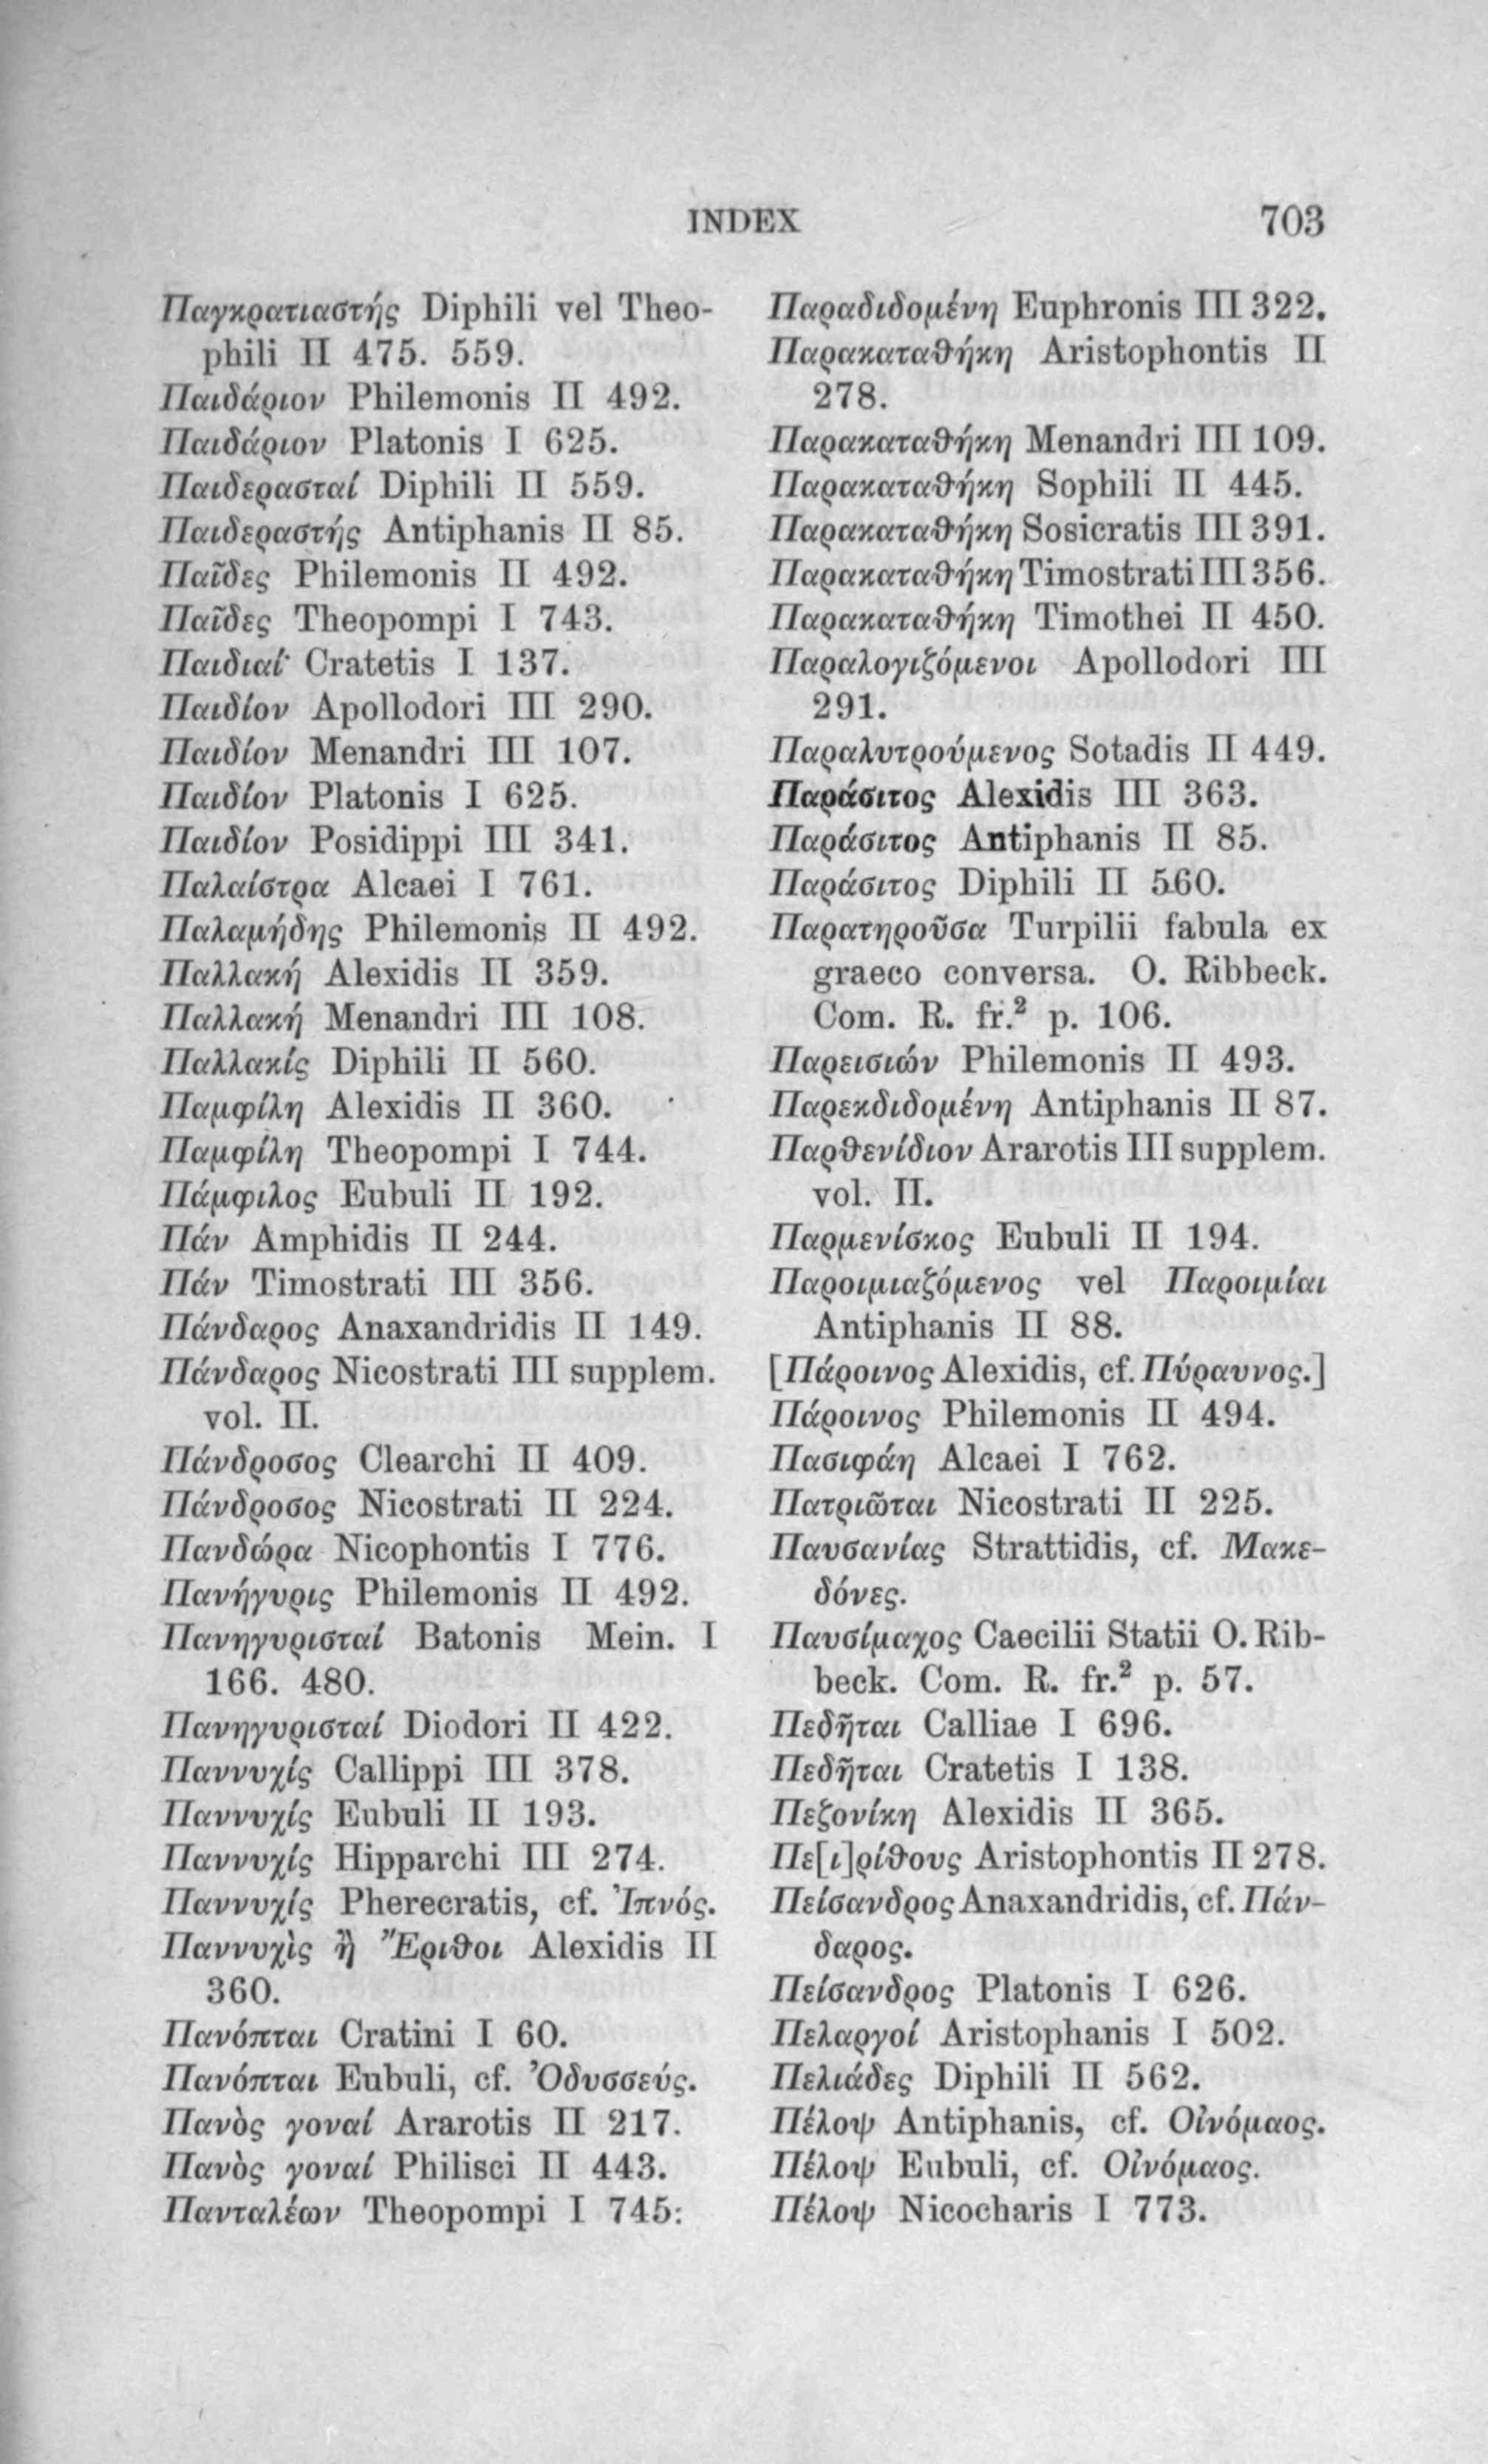 INDEX 703
Παγκρατιαστής Diphili vel Theo-
phili II 475. 559.
Παιδάριον Philemonis II 492.
Παιδάριον Platonis I 625.
Παιδερασταί Diphili II 559.
Παιδεραστής Antiphanis II 85.
Παῖδες Philemonis II 492.
Παῖδες Theopompi I 743.
Παιδιαί Cratetis I 137.
Παιδίον Apollodori III 290.
Παιδίον Menandri III 107.
Παιδίον Platonis I 625.
Παιδίον Posidippi III 341.
Παλαίστρα Alcaei I 761.
Παλαμήδης Philemonis II 492.
Παλλακή Alexidis II 359.
Παλλακή Menandri III 108.
Παλλακίς Diphili II 560.
Παμφίλη Alexidis II 360.
Παμφίλη Theopompi I 744.
Πάμφιλος Eubuli II 192.
Πάν Amphidis II 244.
Πάν Timostrati III 356.
Πάνδαρος Anaxandridis II 149.
Πάνδαρος Nicostrati III supplem.
vol. II.
Πάνδροσος Clearchi II 409.
Πάνδροσος Nicostrati II 224.
Πανδώρα Nicophontis I 776.
Πανήγυρις Philemonis II 492.
Πανηγυρισταί Batonis Mein. I
166. 480.
Πανηγυρισταί Diodori II 422.
Παννυχίς Callippi III 378.
Παννυχίς Eubuli II 193.
Παννυχίς Hipparchi III 274.
Παννυχίς Pherecratis, cf. Ἰπνός.
Παννυχὶς ἢ Ἔριθοι Alexidis II
360.
Πανόπται Cratini I 60.
Πανόπται Eubuli, cf. Ὀδυσσεύς.
Πανὸς γοναί Ararotis II 217.
Πανὸς γοναί Philisci II 443.
Πανταλέων Theopompi I 745.
Παραδιδομένη Euphronis III 322.
Παρακαταθήκη Aristophontis II
278.
Παρακαταθήκη Menandri III 109.
Παρακαταθήκη Sophili II 445.
Παρακαταθήκη Sosicratis III 391.
Παρακαταθήκη Timostrati III 356.
Παρακαταθήκη Timothei II 450.
Παραλογιζόμενοι Apollodori III
291.
Παραλυτρούμενος Sotadis II 449.
Παράσιτος Alexidis III 363.
Παράσιτος Antiphanis II 85.
Παράσιτος Diphili II 560.
Παρατηροῦσα Turpilii fabula ex
graeco conversa. O. Ribbeck.
Com. R. fr.² p. 106.
Παρεισιών Philemonis II 493.
Παρεκδιδομένη Antiphanis II 87.
Παρθενίδιον Ararotis III supplem.
vol. II.
Παρμενίσκος Eubuli II 194.
Παροιμιαζόμενος vel Παροιμίαι
Antiphanis II 88.
[Πάροινος Alexidis, cf. Πύραυνος.]
Πάροινος Philemonis II 494.
Πασιφάη Alcaei I 762.
Πατριῶται Nicostrati II 225.
Παυσανίας Strattidis, cf. Μακε-
δόνες.
Παυσίμαχος Caecilii Statii O. Rib-
beck. Com. R. fr.² p. 57.
Πεδῆται Calliae I 696.
Πεδῆται Cratetis I 138.
Πεζονίκη Alexidis II 365.
Πε[ι]ρίθους Aristophontis II 278.
Πείσανδρος Anaxandridis, cf. Πάν-
δαρος.
Πείσανδρος Platonis I 626.
Πελαργοί Aristophanis I 502.
Πελιάδες Diphili II 562.
Πέλοψ Antiphanis, cf. Οἰνόμαος.
Πέλοψ Eubuli, cf. Οἰνόμαος.
Πέλοψ Nicocharis I 773.